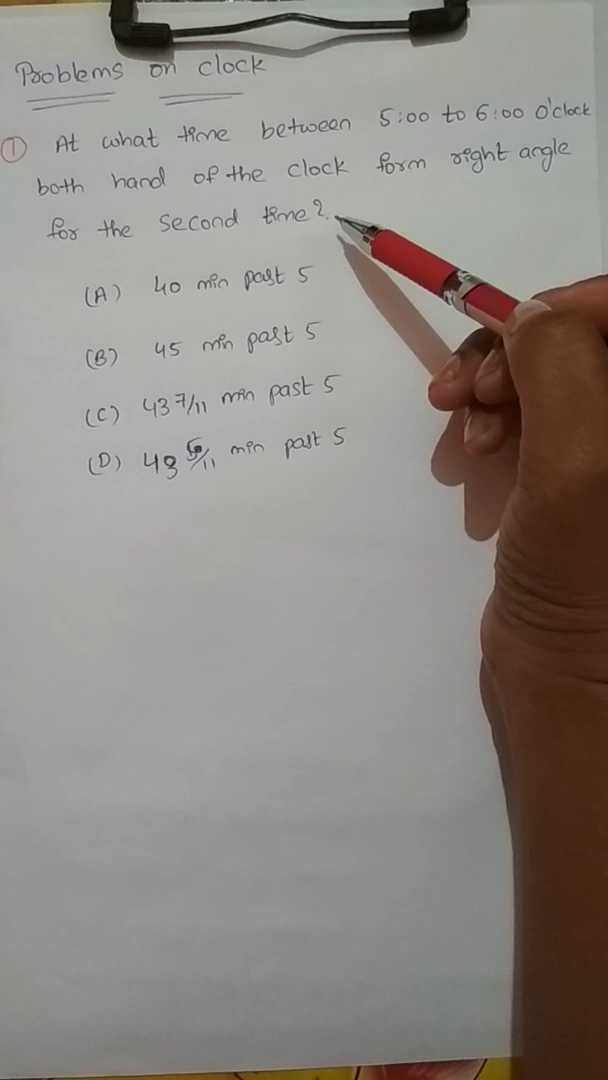 Problems on clock
① At what time between 5:00 to 6:00 O'clock
both hand of the clock form right angle
for the second time?
(A) 40 min past 5
(B) 45 min past 5
(C) 43 7/11 min past 5
(D) 43 5/11 min past 5